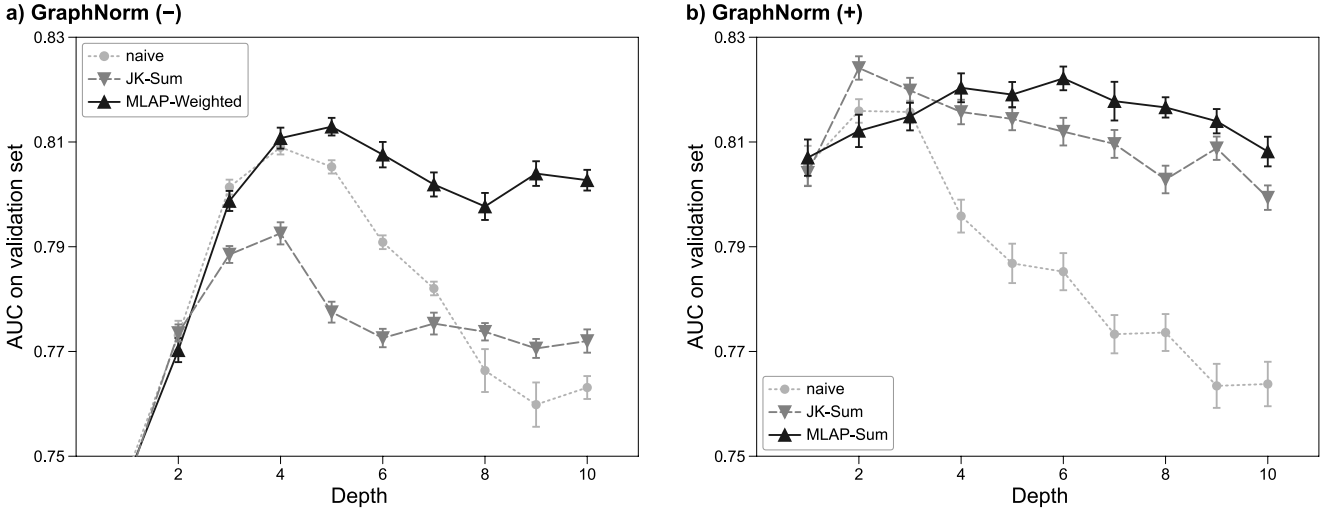 a) GraphNorm (−)
0.83
0.81
0.79
0.77
0.75
AUC on validation set
naive
JK-Sum
MLAP-Weighted
2 4 6 8 10
Depth
b) GraphNorm (+)
0.83
0.81
0.79
0.77
0.75
AUC on validation set
naive
JK-Sum
MLAP-Sum
2 4 6 8 10
Depth